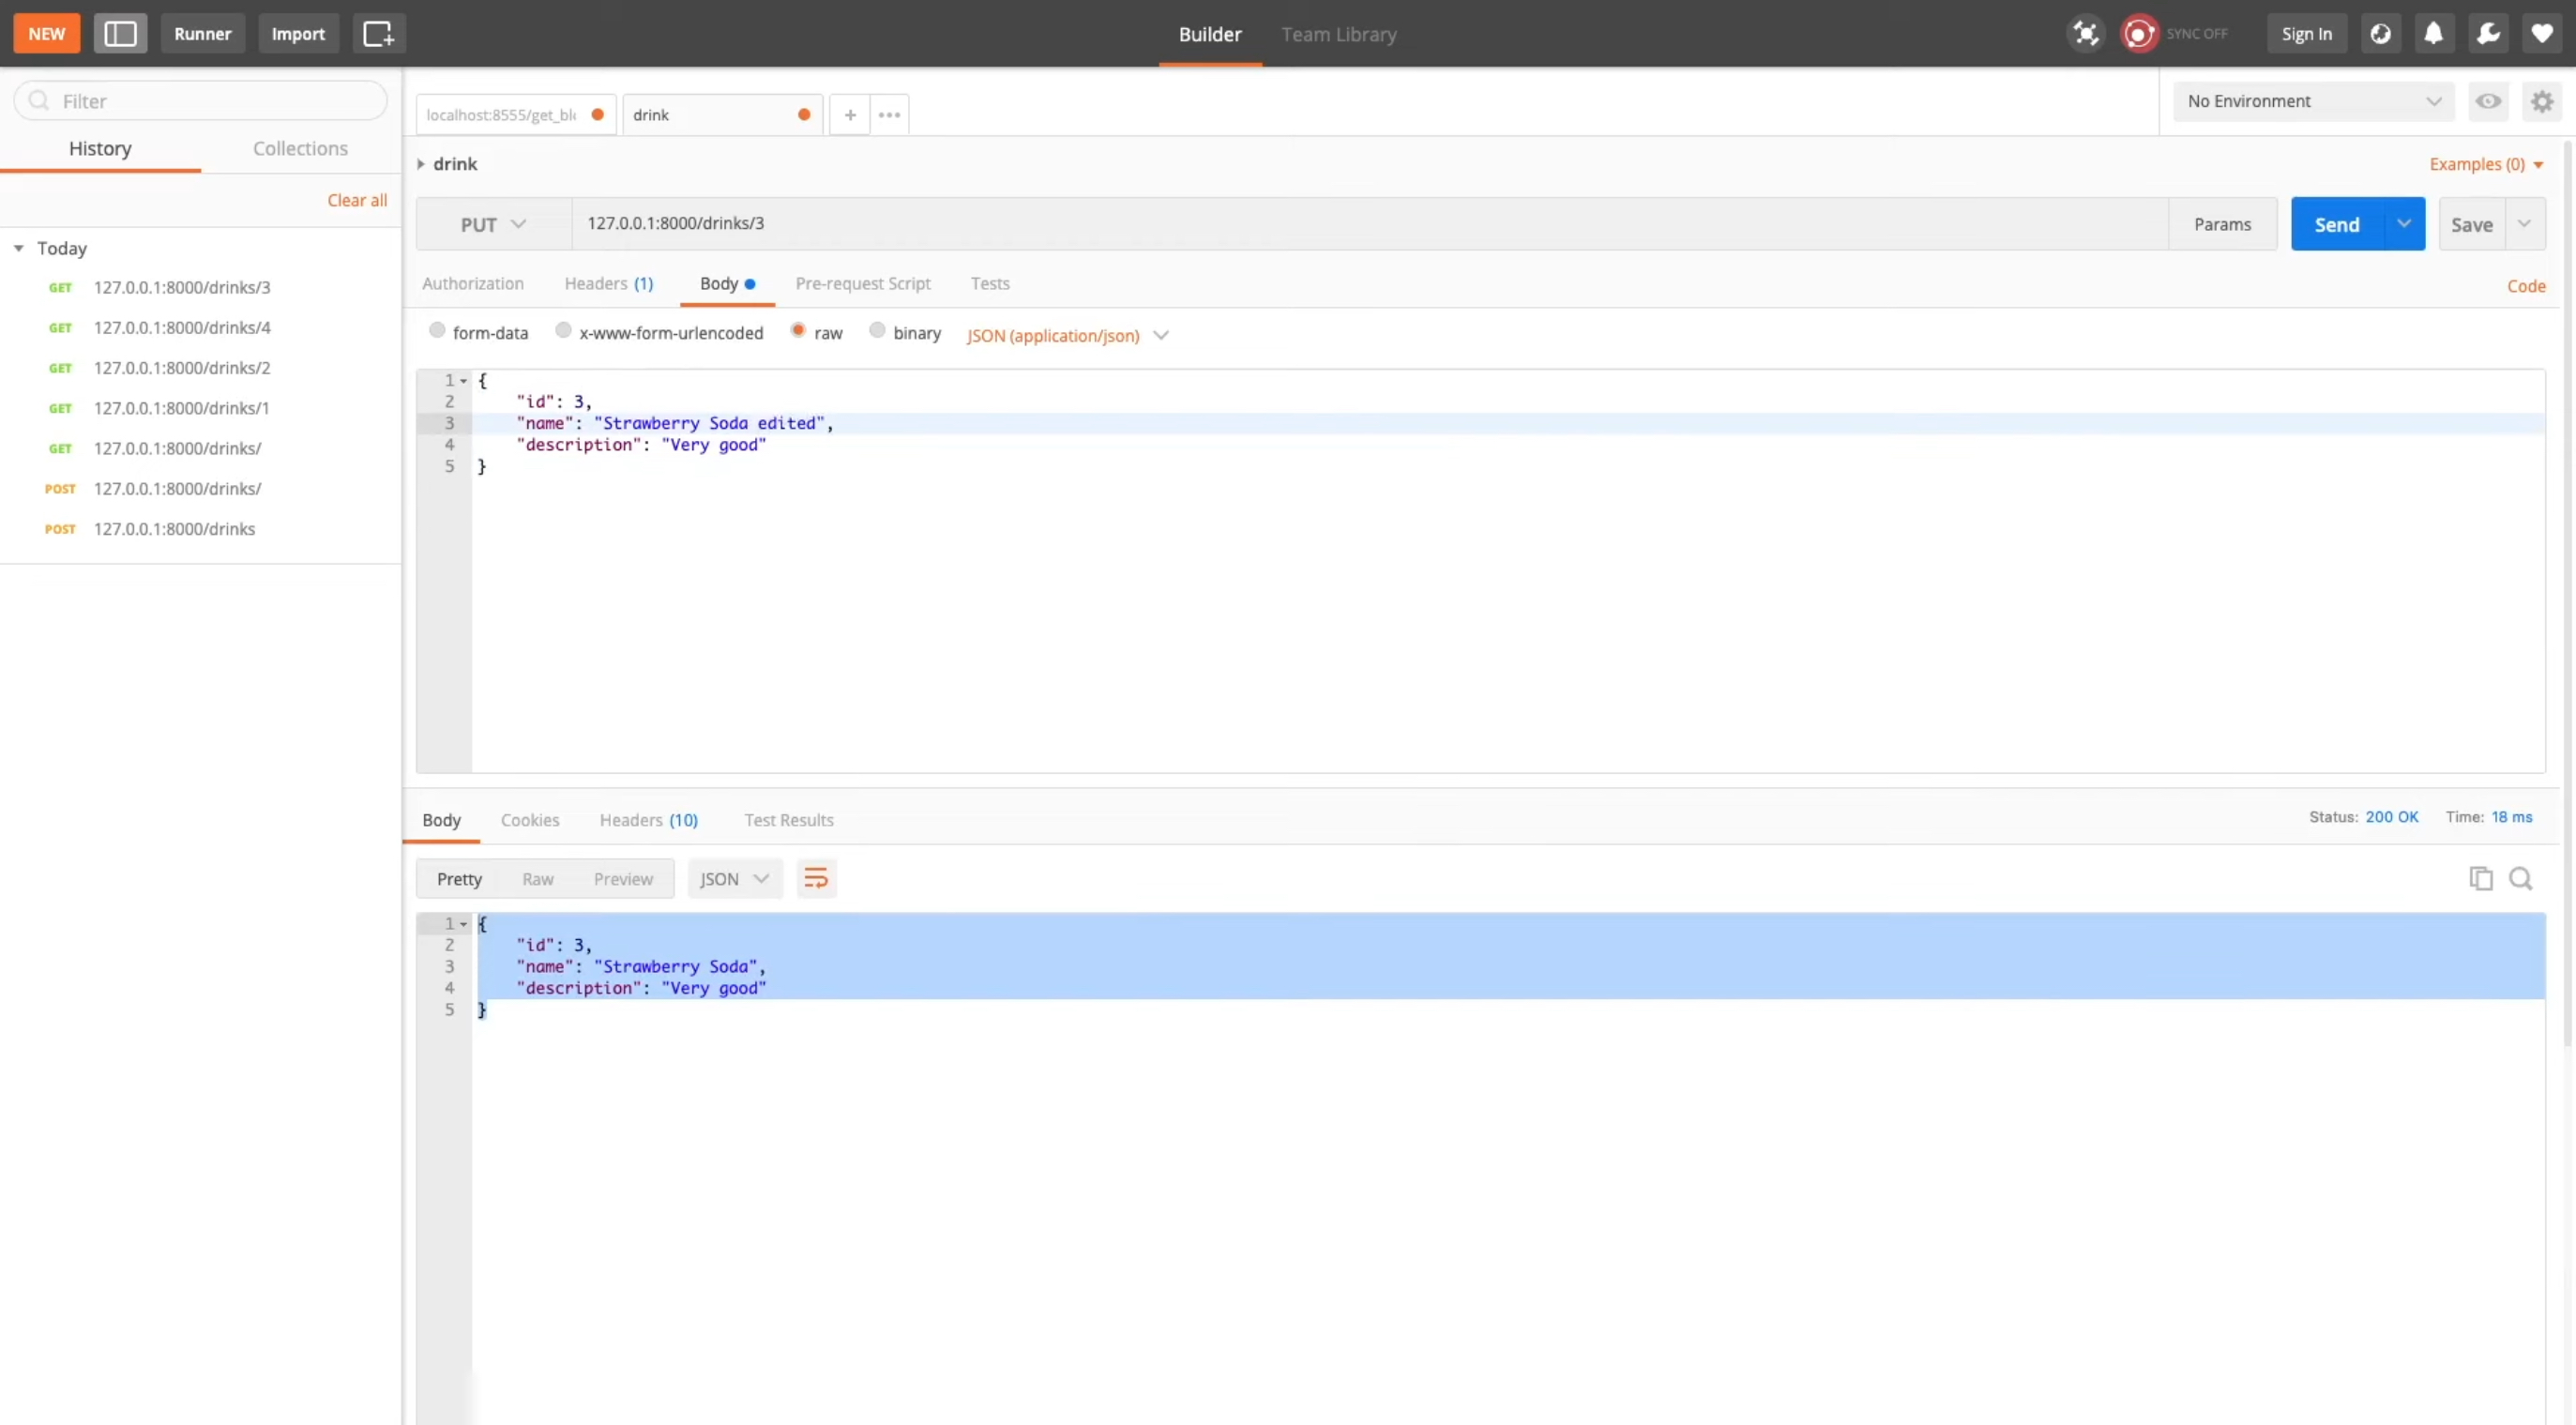 NEW Runner Import Builder Team Library SYNC OFF Sign In
Filter
No Environment
localhost:8555/get_bl drink + •••
History Collections
drink Examples (0)
Clear all
PUT 127.0.0.1:8000/drinks/3 Params Send Save
Today
Authorization Headers (1) Body Pre-request Script Tests Code
GET 127.0.0.1:8000/drinks/3
GET 127.0.0.1:8000/drinks/4
GET 127.0.0.1:8000/drinks/2
GET 127.0.0.1:8000/drinks/1
GET 127.0.0.1:8000/drinks/
POST 127.0.0.1:8000/drinks/
POST 127.0.0.1:8000/drinks
form-data x-www-form-urlencoded raw binary JSON (application/json)
1 {
2 "id": 3,
3 "name": "Strawberry Soda edited",
4 "description": "Very good"
5 }
Body Cookies Headers (10) Test Results Status: 200 OK Time: 18 ms
Pretty Raw Preview JSON
1 {
2 "id": 3,
3 "name": "Strawberry Soda",
4 "description": "Very good"
5 }